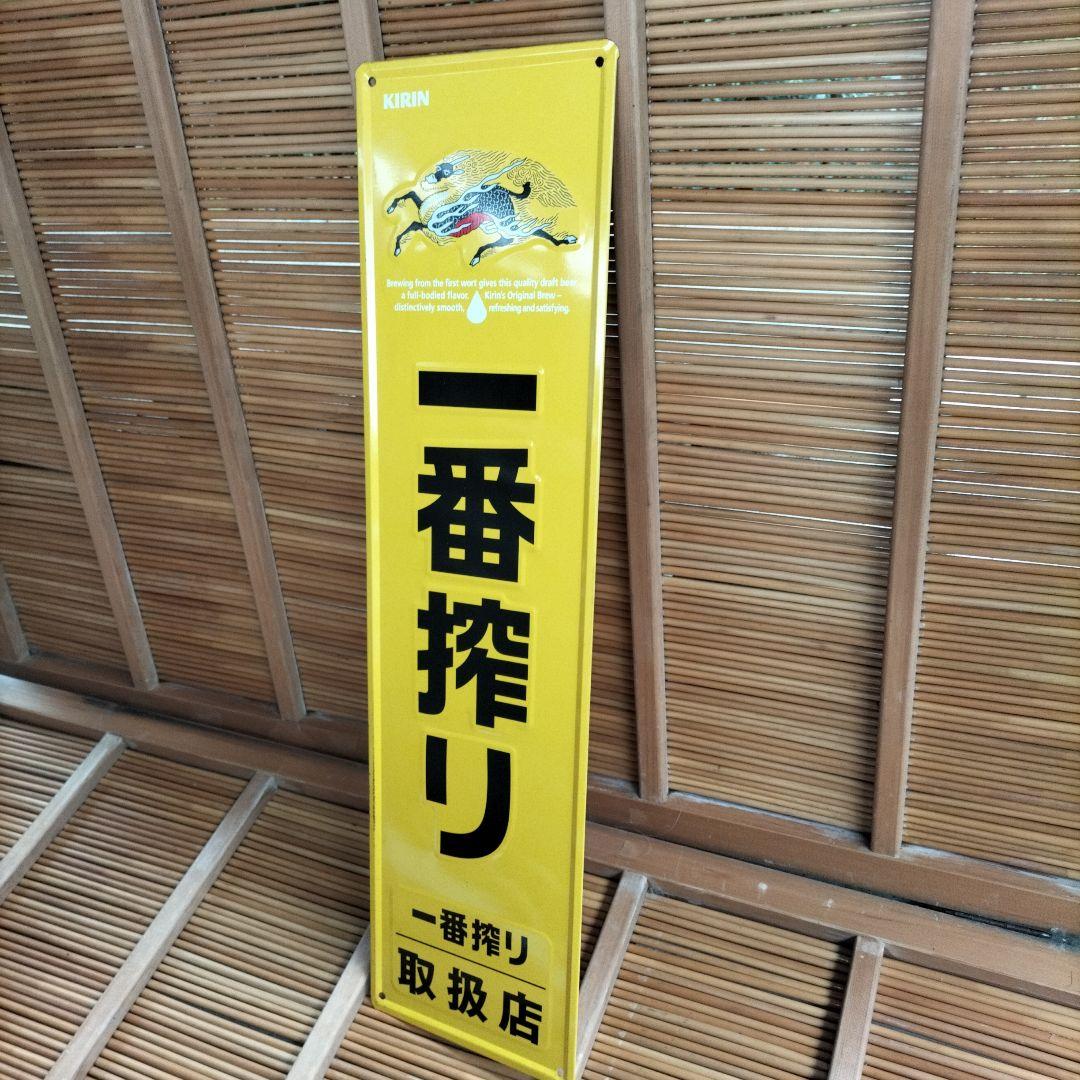 KIRIN
Brewing from the first wort gives this quality draft beer
a full-bodied flavor. Kirin's Original Brew–
distinctively smooth, refreshing and satisfying.
一番搾り
一番搾り
取扱店